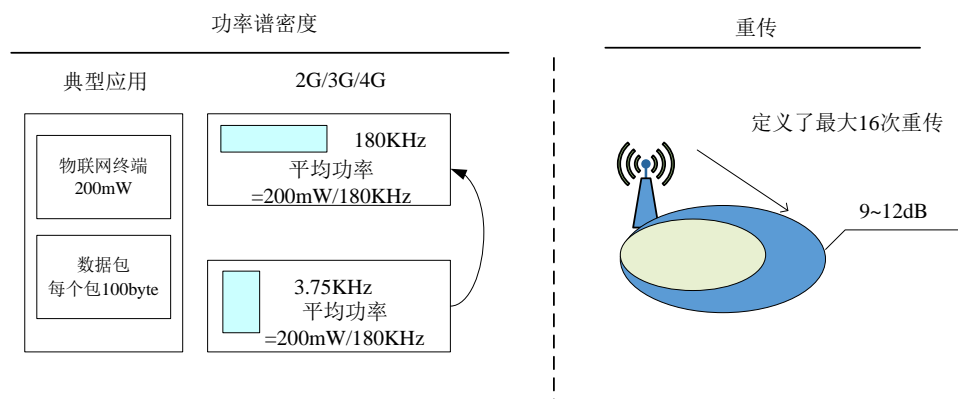 功率谱密度
典型应用
2G/3G/4G
物联网终端
200mW
数据包
每个包100byte
180KHz
平均功率
=200mW/180KHz
3.75KHz
平均功率
=200mW/180KHz
重传
定义了最大16次重传
9~12dB